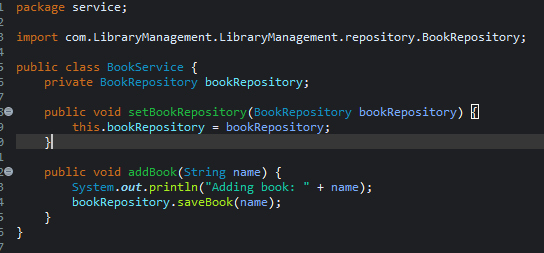 package service;
import com.LibraryManagement.LibraryManagement.repository.BookRepository;
public class BookService {
    private BookRepository bookRepository;
    public void setBookRepository(BookRepository bookRepository) {
        this.bookRepository = bookRepository;
    }
    public void addBook(String name) {
        System.out.println("Adding book: " + name);
        bookRepository.saveBook(name);
    }
}